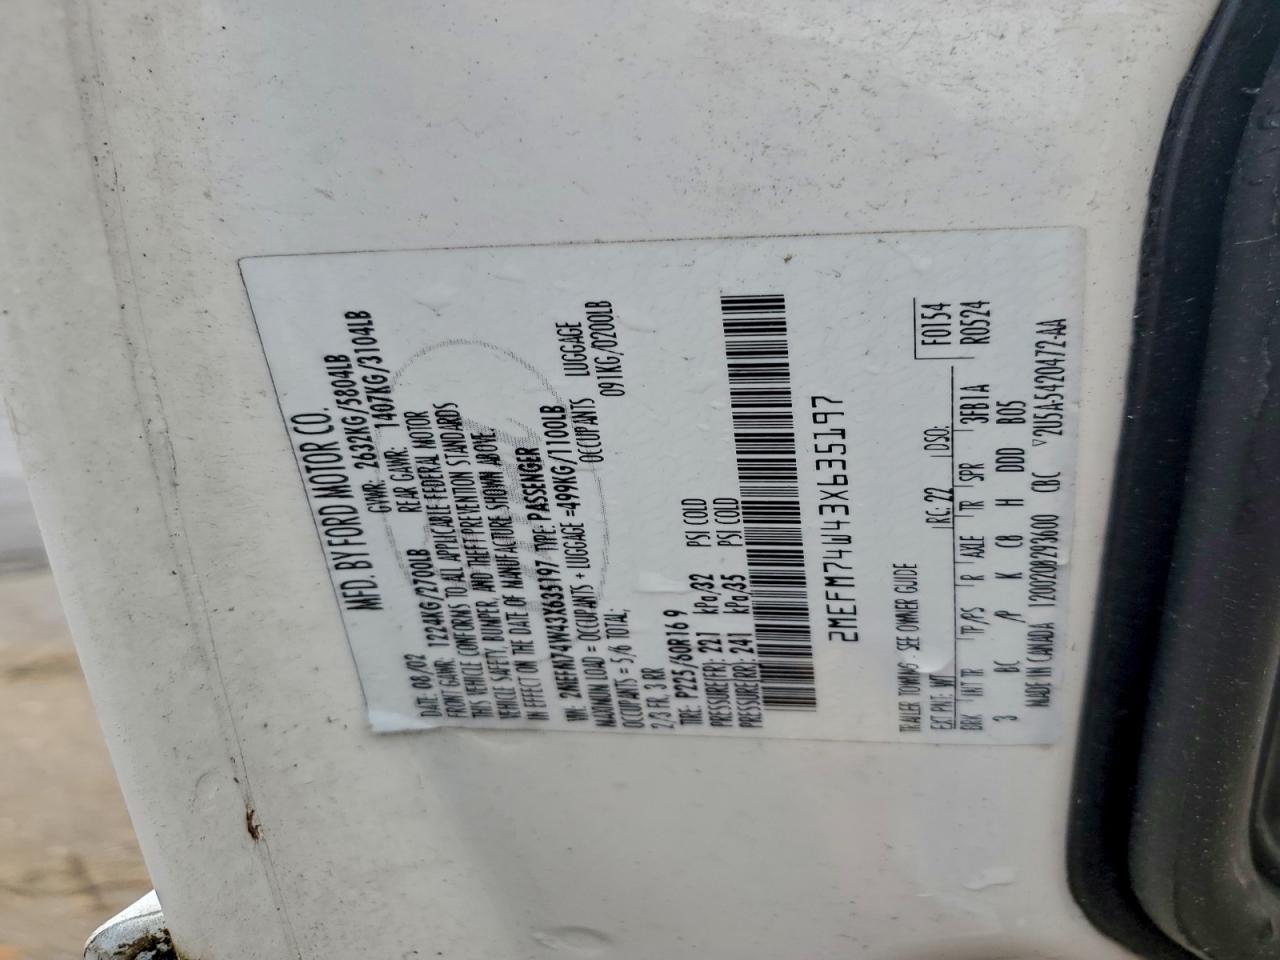 MFD. BY FORD MOTOR CO.
DATE: 08/02 GVWR: 2632KG/5804LB
FRONT GAWR: 1224KG/2700LB REAR GAWR: 1407KG/3104LB
THIS VEHICLE CONFORMS TO ALL APPLICABLE FEDERAL MOTOR
VEHICLE SAFETY, BUMPER, AND THEFT PREVENTION STANDARDS
IN EFFECT ON THE DATE OF MANUFACTURE SHOWN ABOVE.
VIN: 2MEFM74W43X635197 TYPE: PASSENGER
MAXIMUM LOAD = OCCUPANTS + LUGGAGE =499KG/1100LB
OCCUPANTS = 5/6 TOTAL; OCCUPANTS LUGGAGE
2/3 FR, 3 RR 091KG/0200LB
TIRE: P225/60R16 9
PRESSURE(FR): 221 kPa/32 PSI COLD
PRESSURE(RR): 241 kPa/35 PSI COLD
2MEFM74W43X635197
TRAILER TOWING - SEE OWNER GUIDE F0154
EXT PNT: RC: 22 DSO: R0524
BRK INT TR TP/PS R AXLE TR SPR 3FB1A
3 BC /P K C8 H DDD B05
MADE IN CANADA 1200208293600 CBC 2U5A-5420472-AA